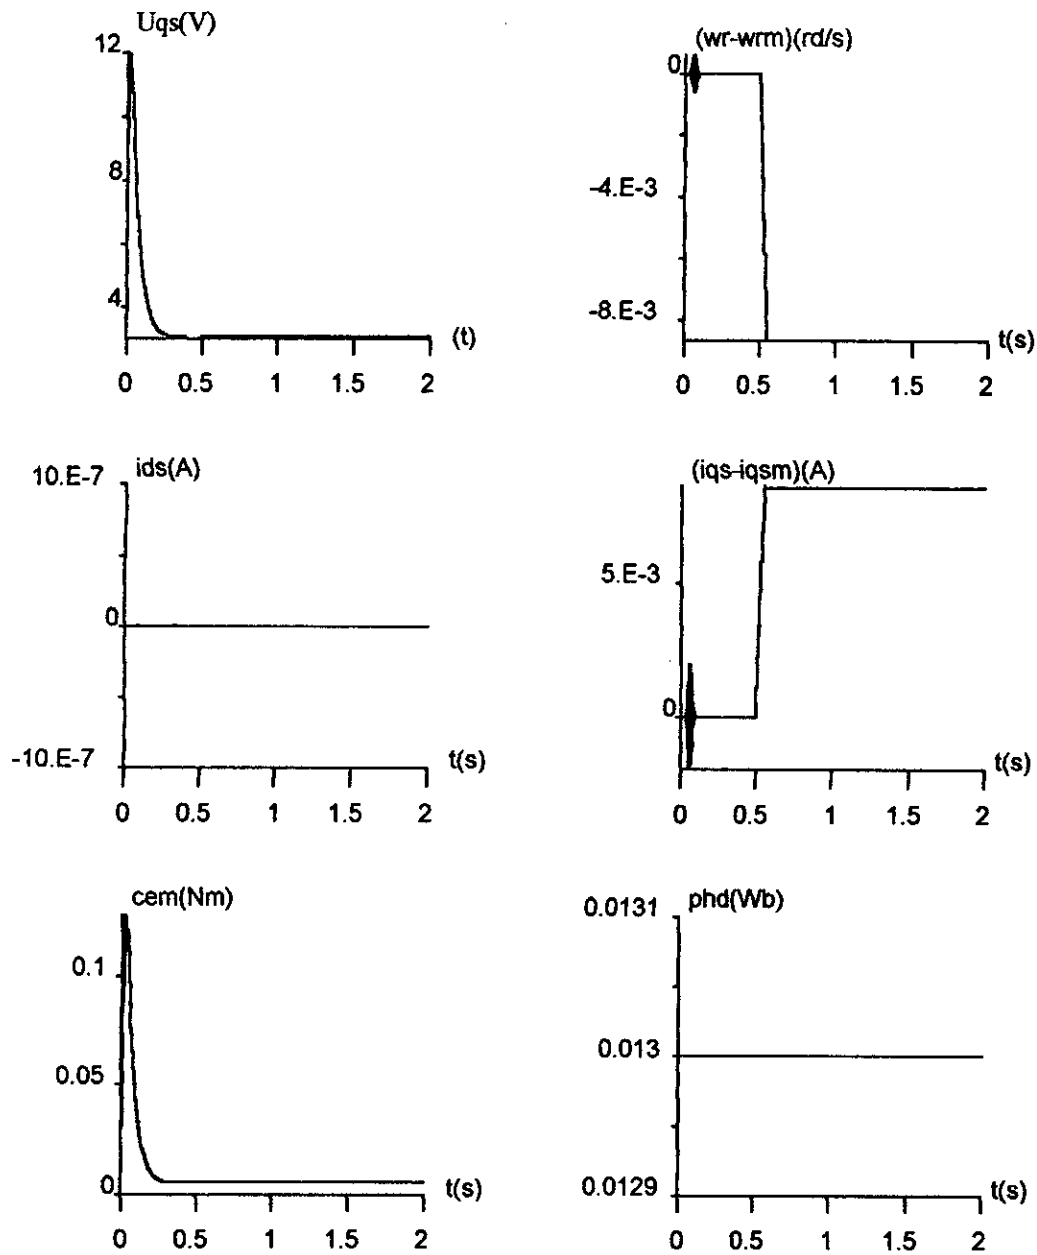 Uqs(V)
12
8
4
(t)
0 0.5 1 1.5 2
(wr-wrm)(rd/s)
0
-4.E-3
-8.E-3
t(s)
0 0.5 1 1.5 2
ids(A)
10.E-7
0
-10.E-7
t(s)
0 0.5 1 1.5 2
(iqs-iqsm)(A)
5.E-3
0
t(s)
0 0.5 1 1.5 2
cem(Nm)
0.1
0.05
0
t(s)
0 0.5 1 1.5 2
phd(Wb)
0.0131
0.013
0.0129
t(s)
0 0.5 1 1.5 2